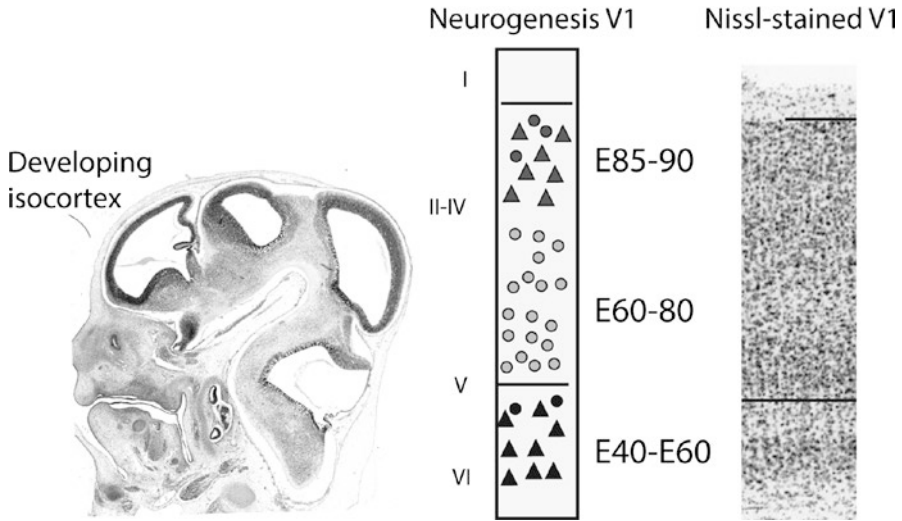 Neurogenesis V1
Nissl-stained V1
Developing
isocortex
I
E85-90
II-IV
E60-80
V
E40-E60
VI